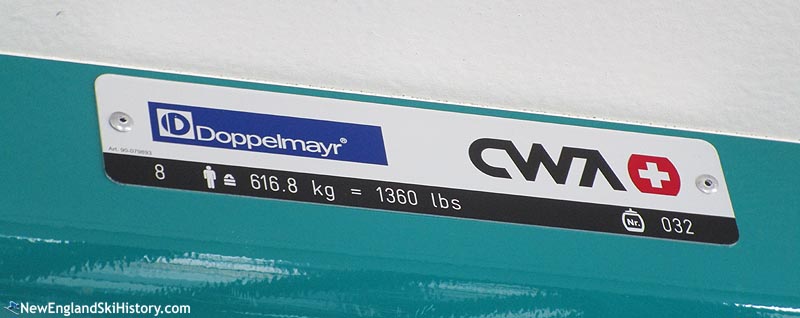 Doppelmayr®
CWA
Art. 90-079893
8 616.8 kg = 1360 lbs
Nr. 032
NewEnglandSkiHistory.com